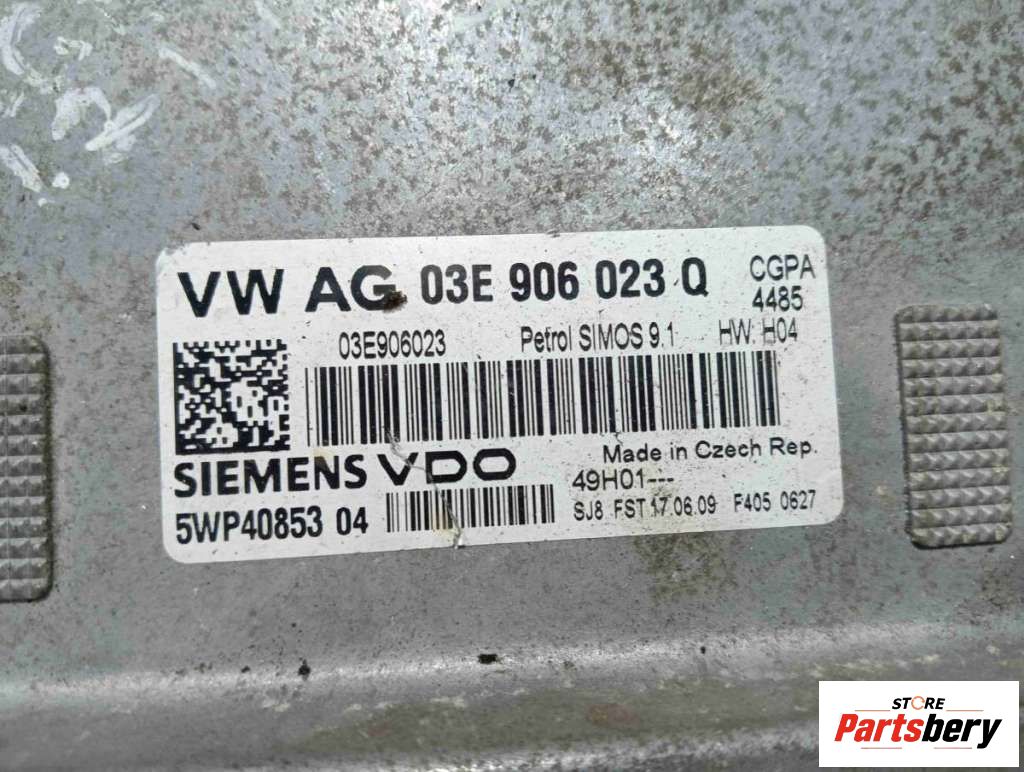 VW AG 03E 906 023 Q CGPA
4485
03E906023 Petrol SIMOS 9.1 HW: H04
Made in Czech Rep.
SIEMENS VDO 49H01---
5WP40853 04 SJ8 FST 17.06.09 F405 0627
STORE
Partsbery